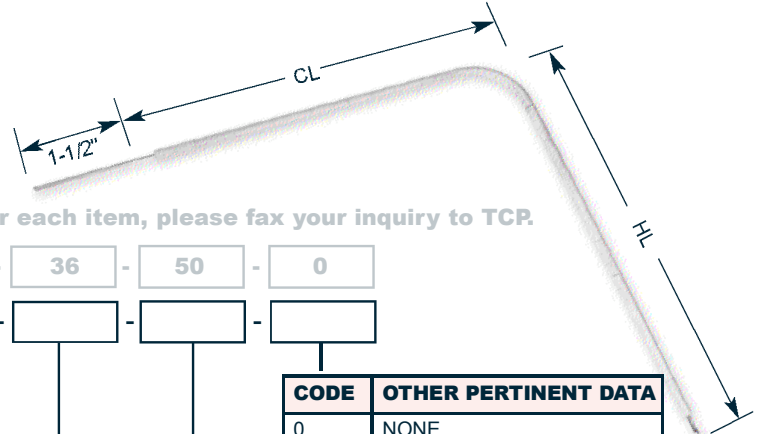 CL
1-1/2"
HL
r each item, please fax your inquiry to TCP.
- 36 - 50 - 0
- - -
CODE OTHER PERTINENT DATA
0 NONE